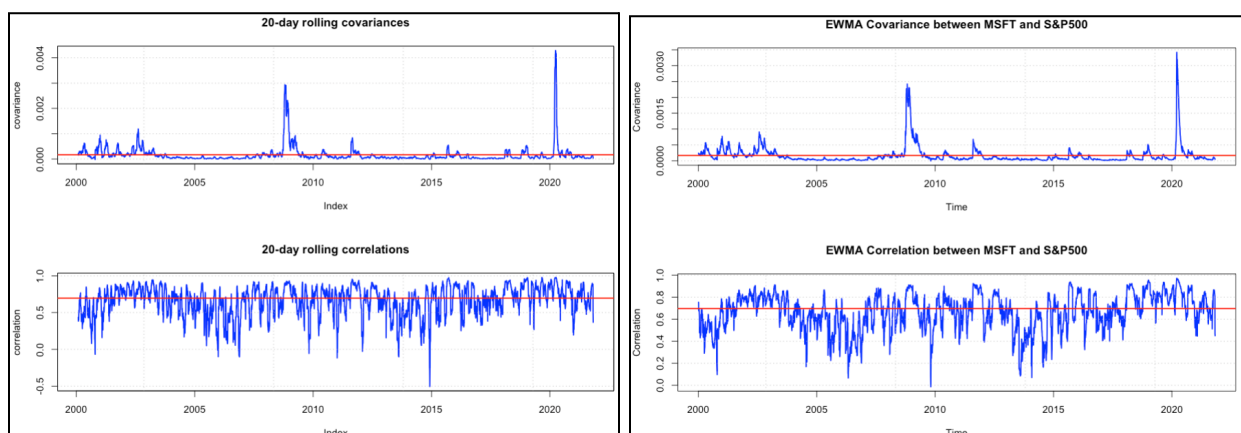 20-day rolling covariances
covariance
0.004
0.002
0.000
2000 2005 2010 2015 2020
Index
20-day rolling correlations
correlation
1.0
0.5
0.0
-0.5
2000 2005 2010 2015 2020
Index
EWMA Covariance between MSFT and S&P500
Covariance
0.0030
0.0015
0.0000
2000 2005 2010 2015 2020
Time
EWMA Correlation between MSFT and S&P500
Correlation
1.0
0.8
0.6
0.4
0.2
0.0
2000 2005 2010 2015 2020
Time